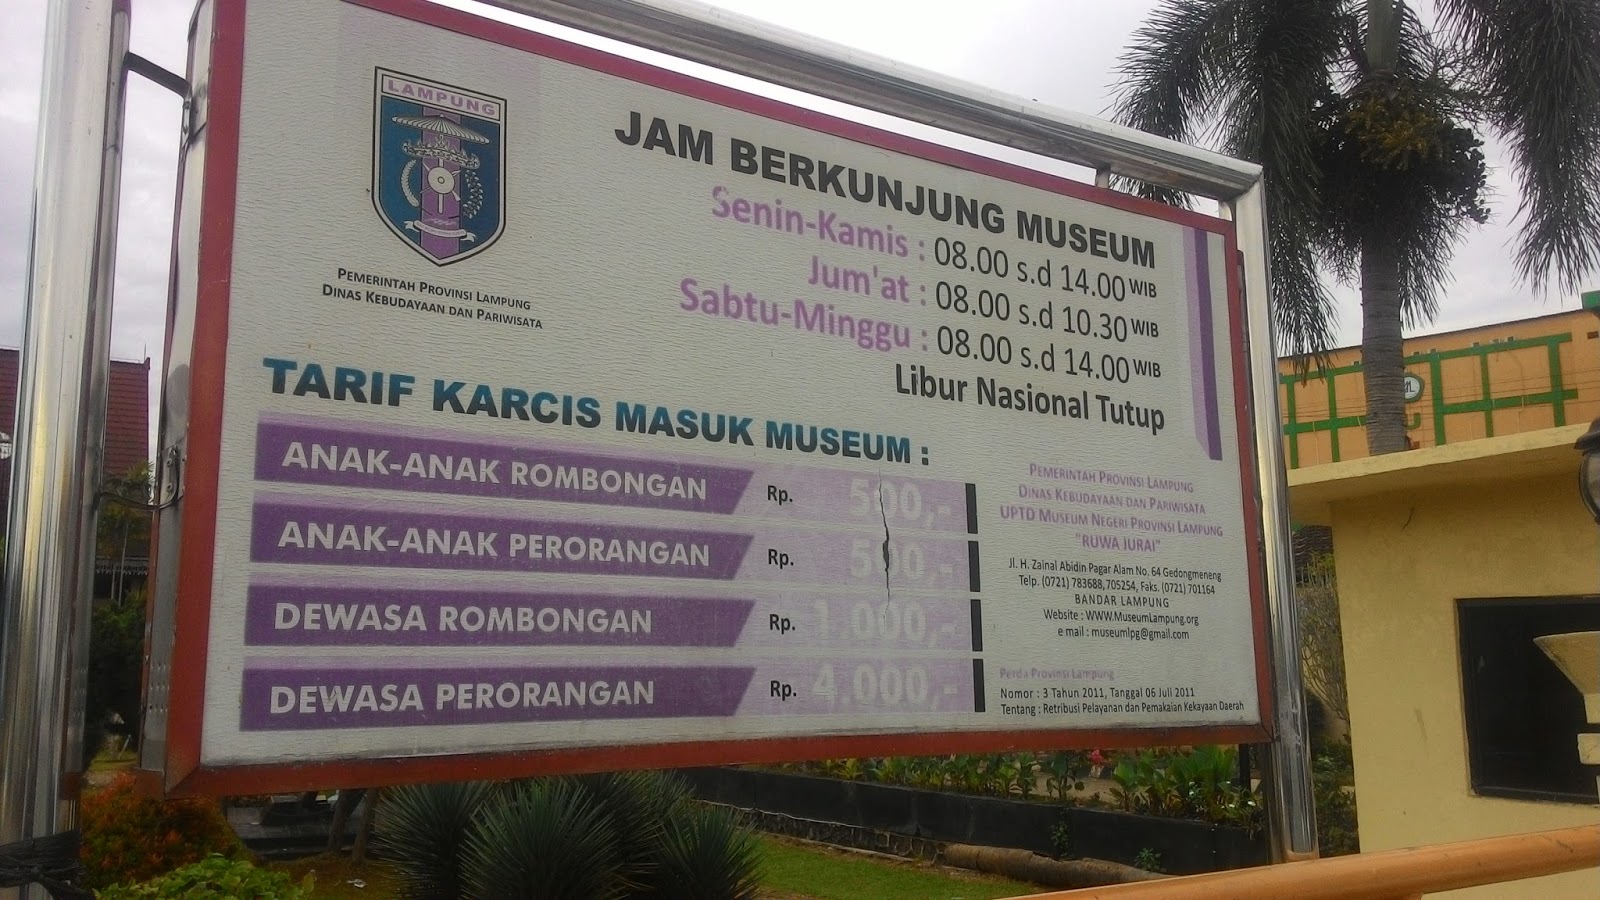 LAMPUNG
PEMERINTAH PROVINSI LAMPUNG
DINAS KEBUDAYAAN DAN PARIWISATA
JAM BERKUNJUNG MUSEUM
Senin-Kamis : 08.00 s.d 14.00 WIB
Jum'at : 08.00 s.d 10.30 WIB
Sabtu-Minggu : 08.00 s.d 14.00 WIB
Libur Nasional Tutup
TARIF KARCIS MASUK MUSEUM :
ANAK-ANAK ROMBONGAN Rp. 500,-
ANAK-ANAK PERORANGAN Rp. 500,-
DEWASA ROMBONGAN Rp. 1.000,-
DEWASA PERORANGAN Rp. 4.000,-
PEMERINTAH PROVINSI LAMPUNG
DINAS KEBUDAYAAN DAN PARIWISATA
UPTD MUSEUM NEGERI PROVINSI LAMPUNG
"RUWA JURAI"
Jl. H. Zainal Abidin Pagar Alam No. 64 Gedongmeneng
Telp. (0721) 783688, 705254, Faks. (0721) 701164
BANDAR LAMPUNG
Website : WWW.MuseumLampung.org
e mail : museumlpg@gmail.com
Perda Provinsi Lampung
Nomor : 3 Tahun 2011, Tanggal 06 Juli 2011
Tentang : Retribusi Pelayanan dan Pemakaian Kekayaan Daerah